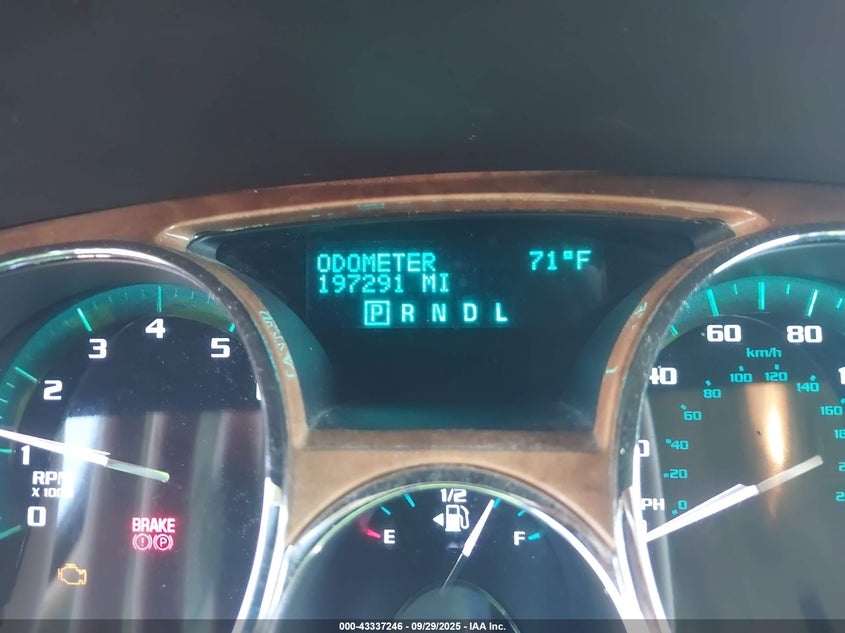 ODOMETER 71°F
197291 MI
P R N D L
RPM
X 1000
0 1 2 3 4 5
BRAKE
P
1/2
E F
60 80
km/h
40
0 20 40 60 80 100 120 140 160
000-43337246 - 09/29/2025 - IAA Inc.